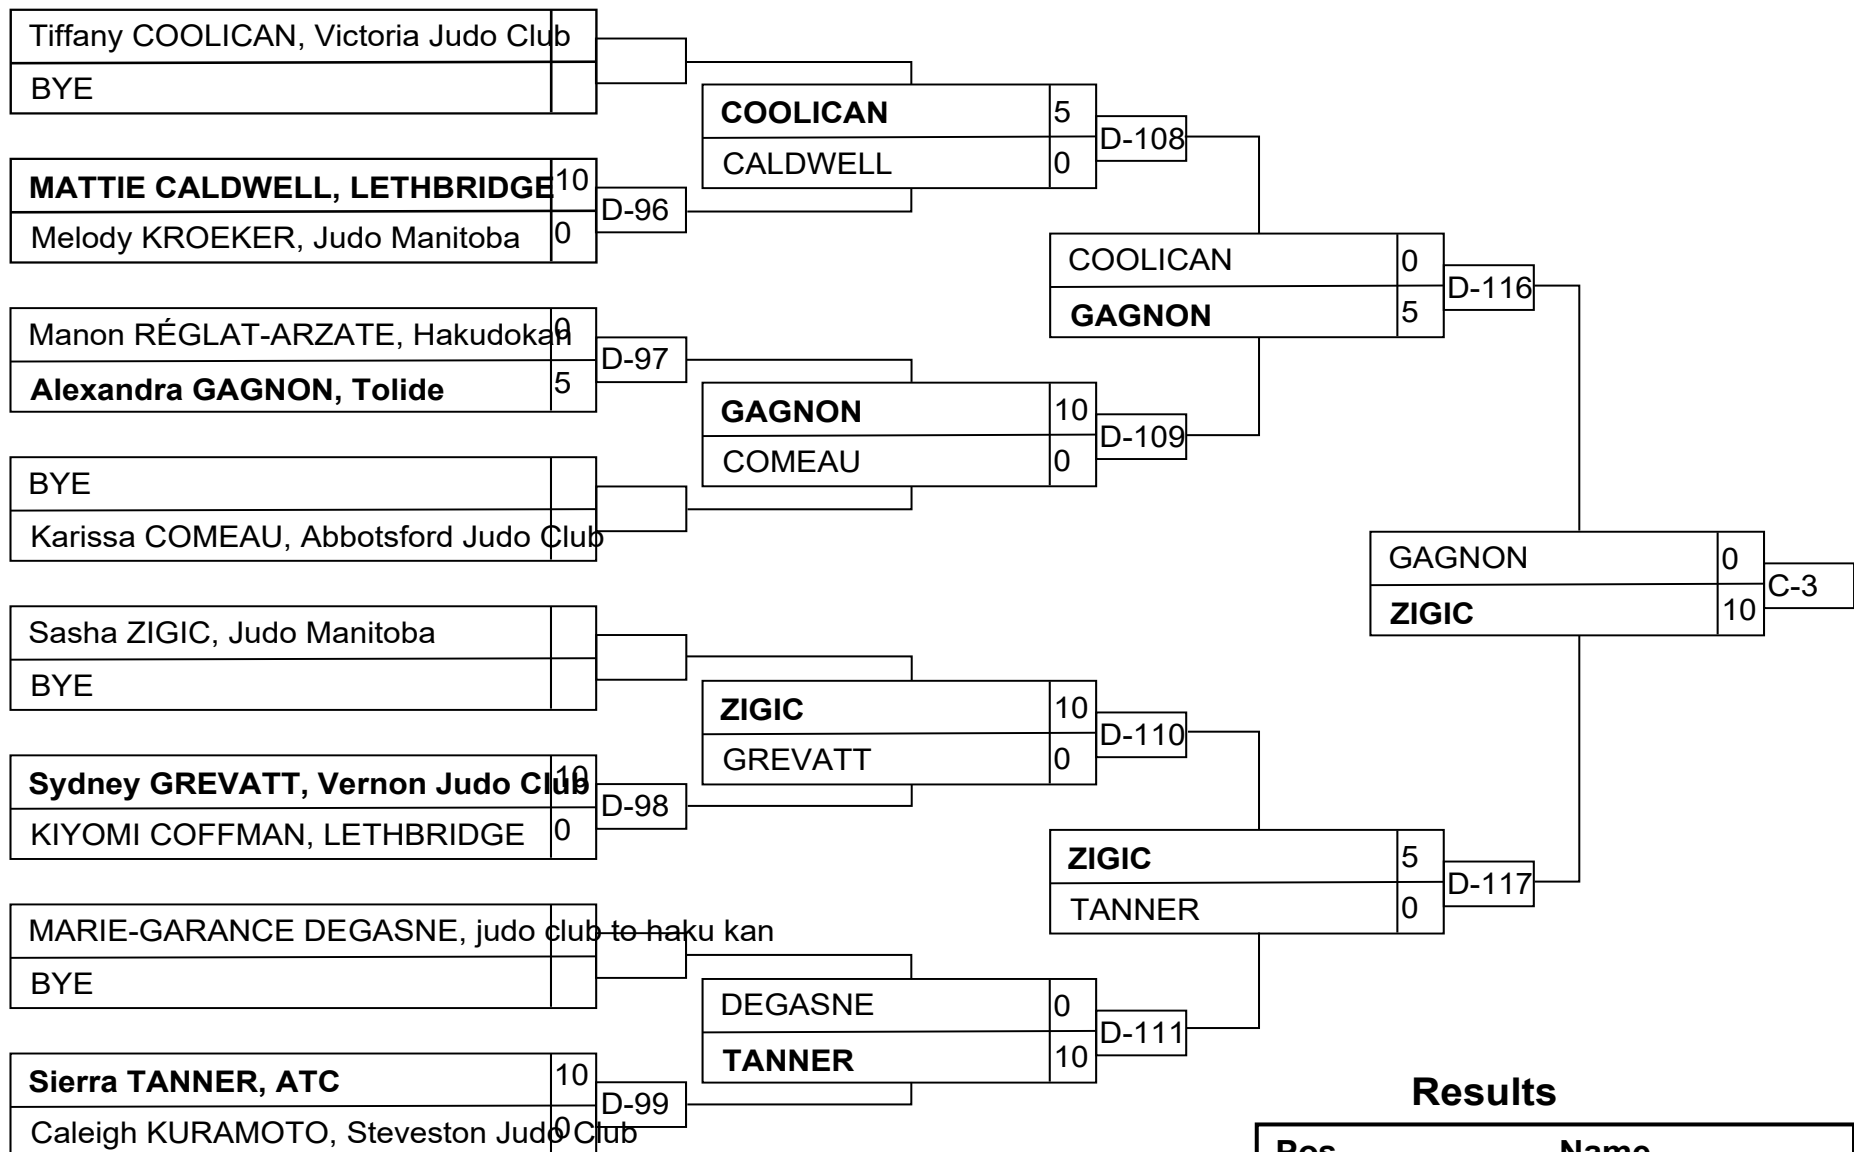 Tiffany COOLICAN, Victoria Judo Club
BYE
MATTIE CALDWELL, LETHBRIDGE 10
Melody KROEKER, Judo Manitoba 0
D-96
Manon RÉGLAT-ARZATE, Hakudokan 0
Alexandra GAGNON, Tolide 5
D-97
BYE
Karissa COMEAU, Abbotsford Judo Club
Sasha ZIGIC, Judo Manitoba
BYE
Sydney GREVATT, Vernon Judo Club 10
KIYOMI COFFMAN, LETHBRIDGE 0
D-98
MARIE-GARANCE DEGASNE, judo club to haku kan
BYE
Sierra TANNER, ATC 10
Caleigh KURAMOTO, Steveston Judo Club 0
D-99
COOLICAN 5
CALDWELL 0
D-108
GAGNON 10
COMEAU 0
D-109
ZIGIC 10
GREVATT 0
D-110
DEGASNE 0
TANNER 10
D-111
COOLICAN 0
GAGNON 5
D-116
ZIGIC 5
TANNER 0
D-117
GAGNON 0
ZIGIC 10
C-3
Results
Pos Name